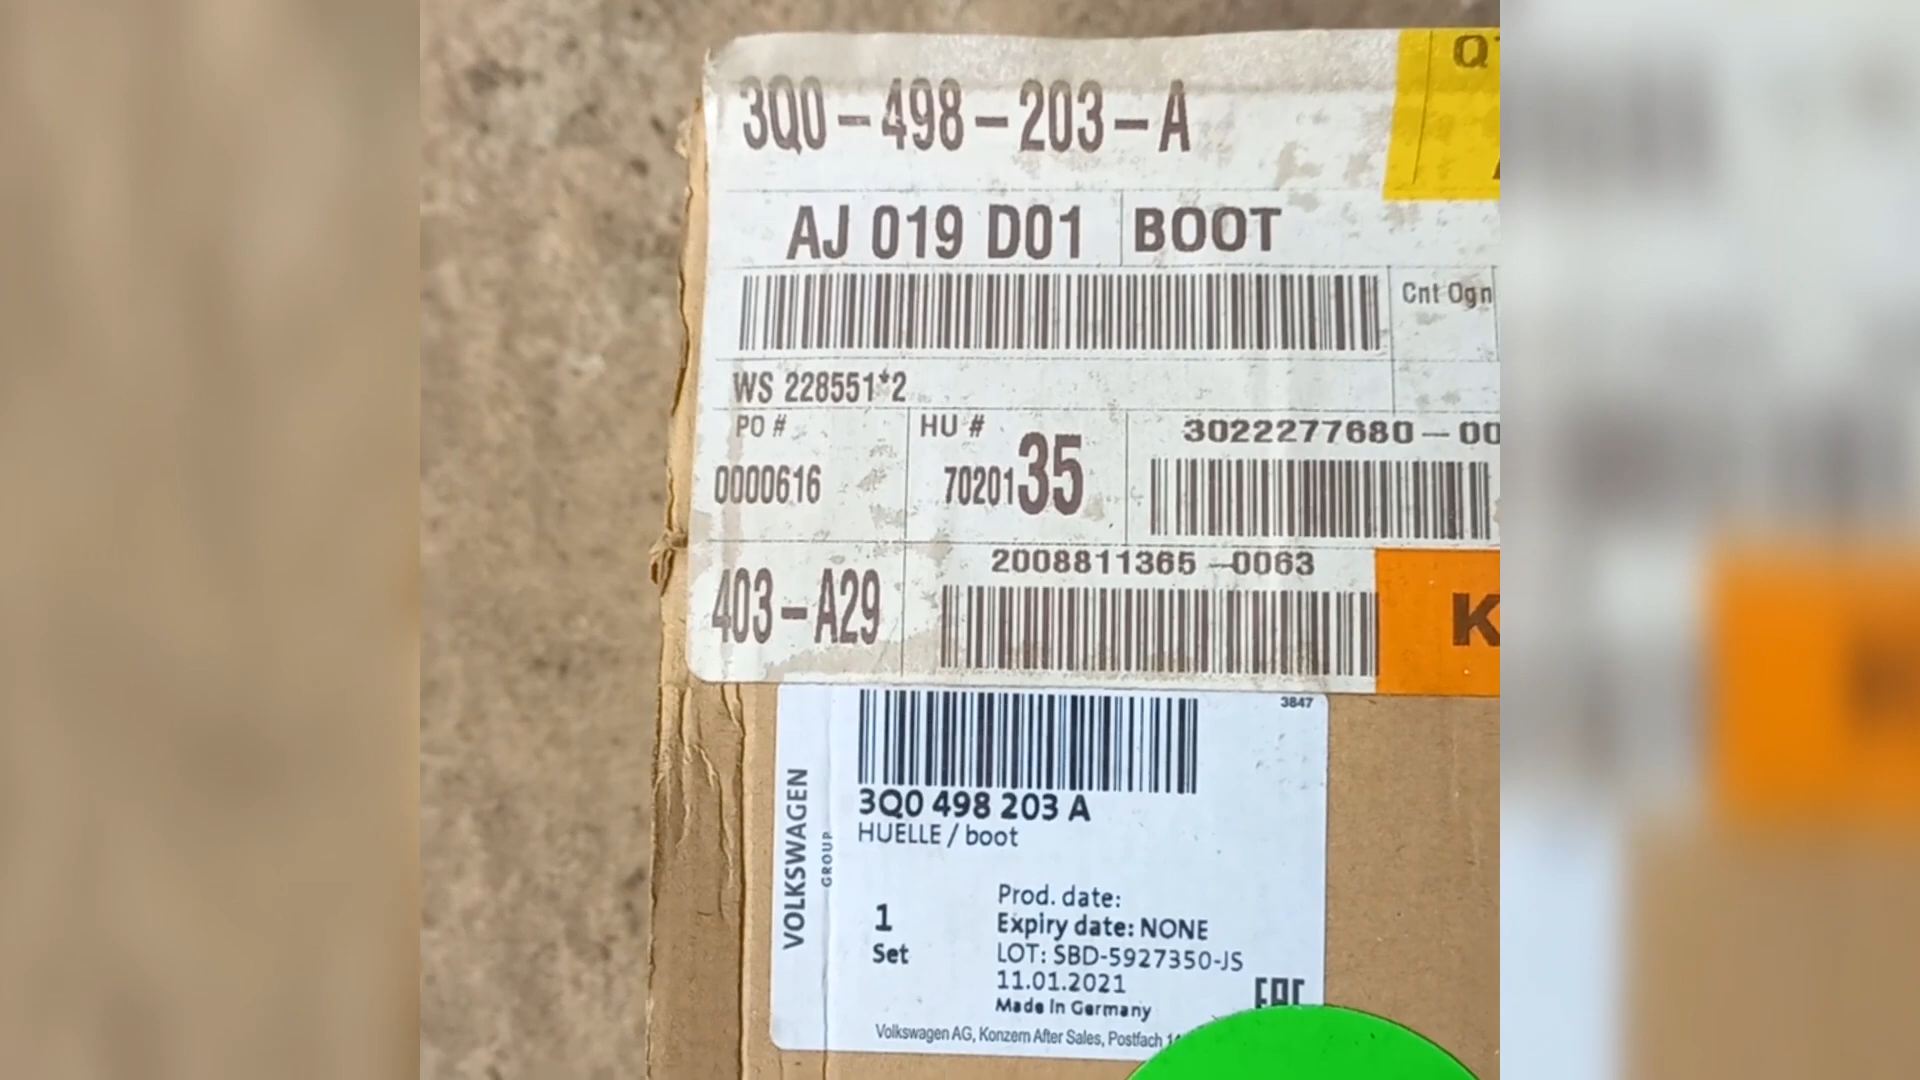 3Q0-498-203-A
AJ 019 D01
BOOT
Cnt Ogn
WS 228551*2
PO #
0000616
HU #
7020135
3022277680-00
403-A29
2008811365-0063
K
3847
VOLKSWAGEN
GROUP
3Q0 498 203 A
HUELLE / boot
1
Set
Prod. date:
Expiry date: NONE
LOT: SBD-5927350-JS
11.01.2021
Made in Germany
EAC
Volkswagen AG, Konzern After Sales, Postfach